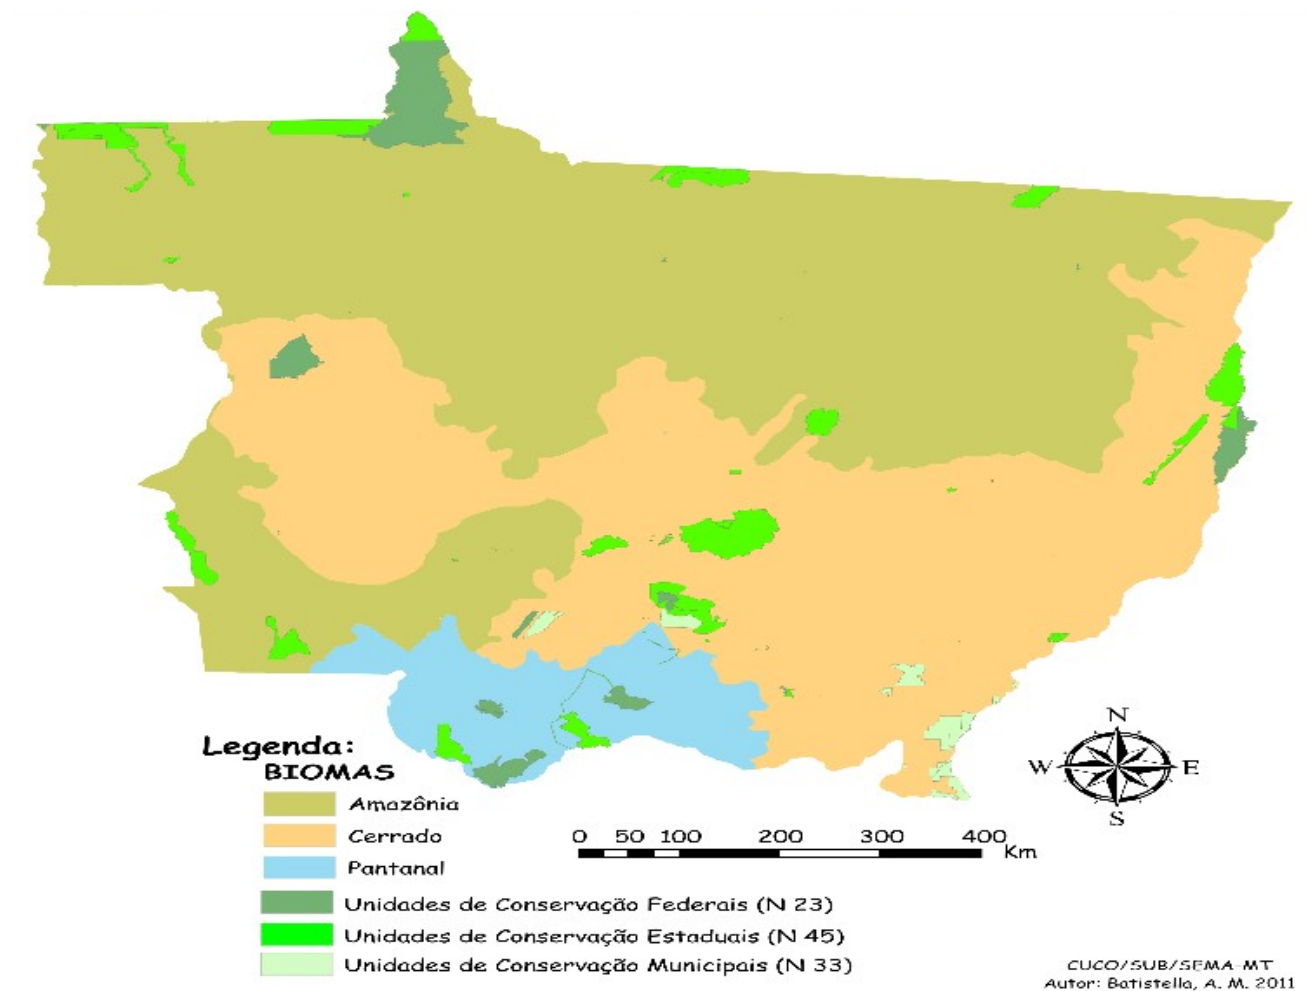 N
W
E
S
Legenda:
BIOMAS
Amazônia
Cerrado
Pantanal
0 50 100 200 300 400
Km
Unidades de Conservação Federais (N 23)
Unidades de Conservação Estaduais (N 45)
Unidades de Conservação Municipais (N 33)
CUCO/SUB/SEMA-MT
Autor: Batistella, A. M. 2011